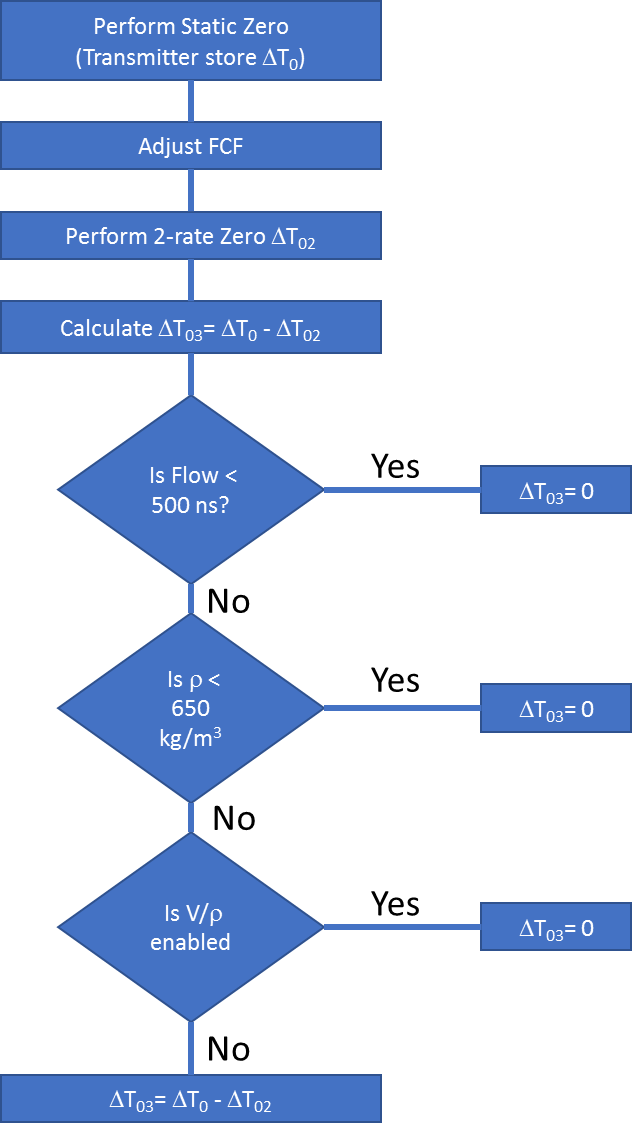 Perform Static Zero
(Transmitter store ΔT₀)
Adjust FCF
Perform 2-rate Zero ΔT₀₂
Calculate ΔT₀₃= ΔT₀ - ΔT₀₂
Is Flow <
500 ns?
Yes
ΔT₀₃= 0
No
Is ρ <
650
kg/m³
Yes
ΔT₀₃= 0
No
Is V/ρ
enabled
Yes
ΔT₀₃= 0
No
ΔT₀₃= ΔT₀ - ΔT₀₂